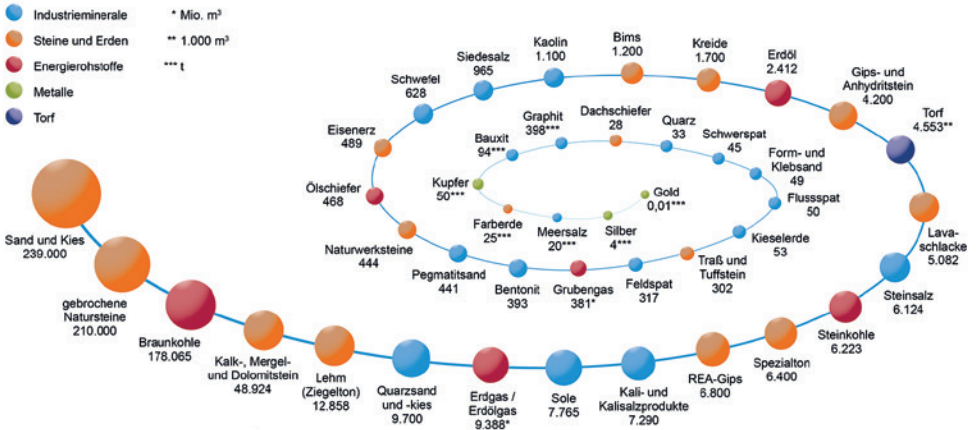 Industrieminerale
* Mio. m³
Steine und Erden
** 1.000 m³
Energierohstoffe
*** t
Metalle
Torf
Sand und Kies
239.000
gebrochene
Natursteine
210.000
Braunkohle
178.065
Kalk-, Mergel-
und Dolomitstein
48.924
Lehm
(Ziegelton)
12.858
Quarzsand
und -kies
9.700
Erdgas /
Erdölgas
9.388*
Sole
7.765
Kali- und
Kalisalzprodukte
7.290
REA-Gips
6.800
Spezialton
6.400
Steinkohle
6.223
Steinsalz
6.124
Lava-
schlacke
5.082
Torf
4.553**
Gips- und
Anhydritstein
4.200
Erdöl
2.412
Kreide
1.700
Bims
1.200
Kaolin
1.100
Siedesalz
965
Schwefel
628
Eisenerz
489
Ölschiefer
468
Naturwerksteine
444
Pegmatitsand
441
Bentonit
393
Grubengas
381*
Feldspat
317
Traß und
Tuffstein
302
Kieselerde
53
Flussspat
50
Form- und
Klebsand
49
Schwerspat
45
Quarz
33
Dachschiefer
28
Graphit
398***
Bauxit
94***
Kupfer
50***
Farberde
25***
Meersalz
20***
Silber
4***
Gold
0,01***